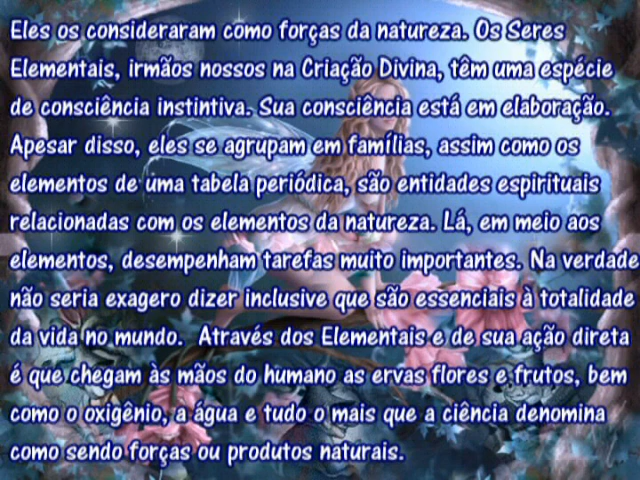 Eles os consideraram como forças da natureza. Os Seres
Elementais, irmãos nossos na Criação Divina, têm uma espécie
de consciência instintiva. Sua consciência está em elaboração.
Apesar disso, eles se agrupam em famílias, assim como os
elementos de uma tabela periódica, são entidades espirituais
relacionadas com os elementos da natureza. Lá, em meio aos
elementos, desempenham tarefas muito importantes. Na verdade
não seria exagero dizer inclusive que são essenciais à totalidade
da vida no mundo.  Através dos Elementais e de sua ação direta
é que chegam às mãos do humano as ervas flores e frutos, bem
como o oxigênio, a água e tudo o mais que a ciência denomina
como sendo forças ou produtos naturais.